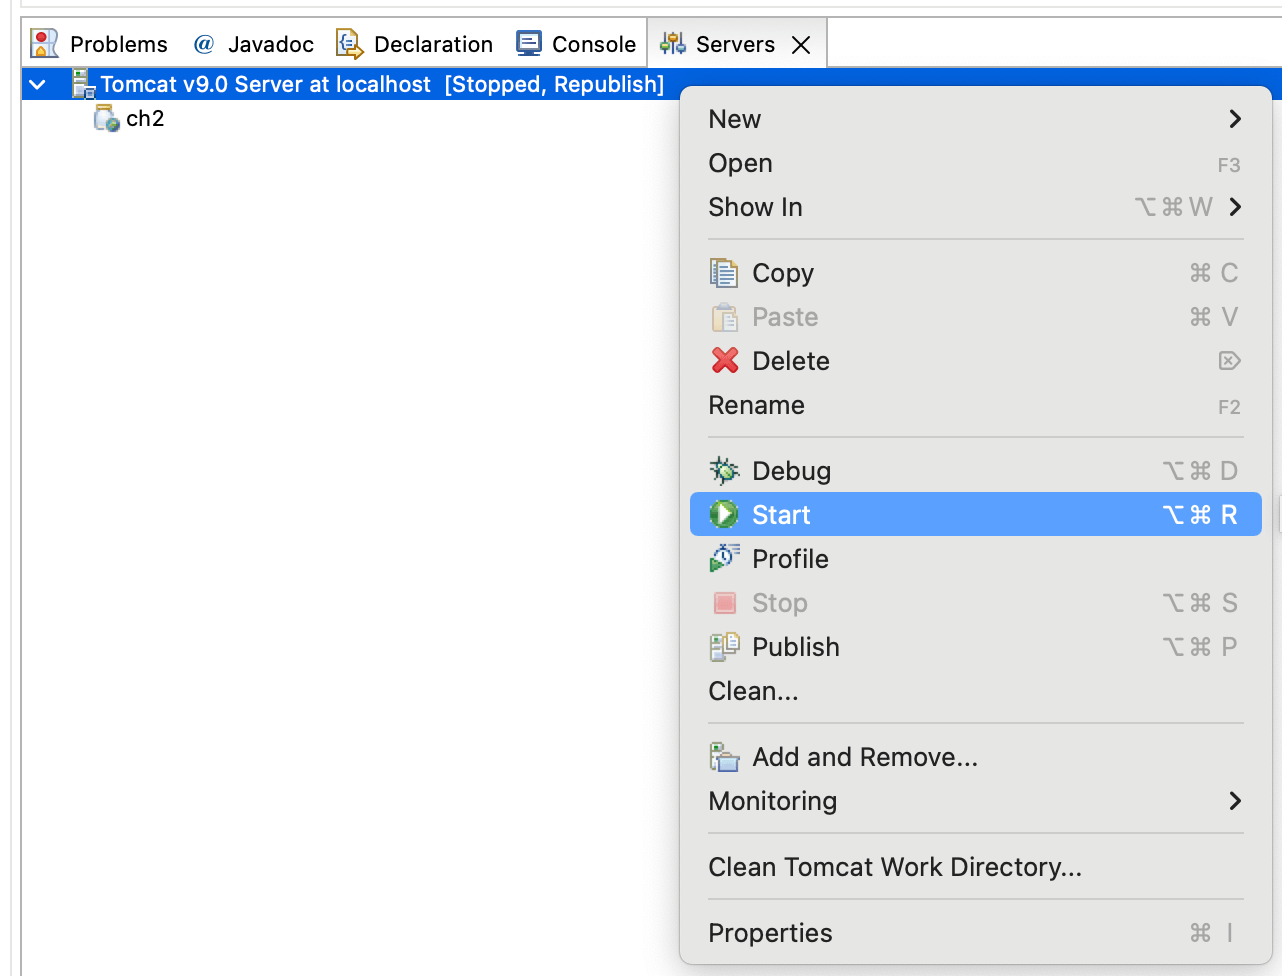 Problems @ Javadoc Declaration Console Servers
Tomcat v9.0 Server at localhost [Stopped, Republish]
ch2
New
Open F3
Show In ⌥⌘W
Copy ⌘ C
Paste ⌘ V
Delete ⌦
Rename F2
Debug ⌥⌘ D
Start ⌥⌘ R
Profile
Stop ⌥⌘ S
Publish ⌥⌘ P
Clean...
Add and Remove...
Monitoring
Clean Tomcat Work Directory...
Properties ⌘ I